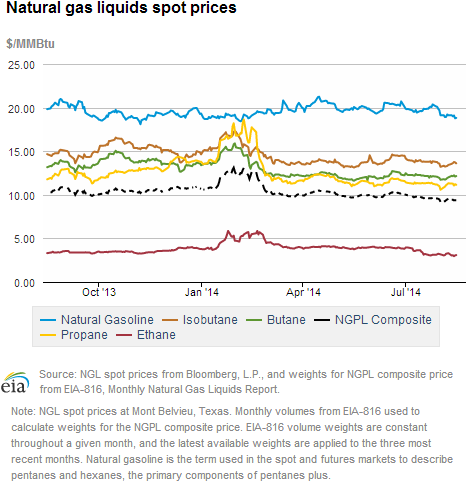 Natural gas liquids spot prices
$/MMBtu
25.00
20.00
15.00
10.00
5.00
0.00
Oct '13 Jan '14 Apr '14 Jul '14
Natural Gasoline Isobutane Butane NGPL Composite
Propane Ethane
eia
Source: NGL spot prices from Bloomberg, L.P., and weights for NGPL composite price
from EIA-816, Monthly Natural Gas Liquids Report.
Note: NGL spot prices at Mont Belvieu, Texas. Monthly volumes from EIA-816 used to
calculate weights for the NGPL composite price. EIA-816 volume weights are constant
throughout a given month, and the latest available weights are applied to the three most
recent months. Natural gasoline is the term used in the spot and futures markets to describe
pentanes and hexanes, the primary components of pentanes plus.